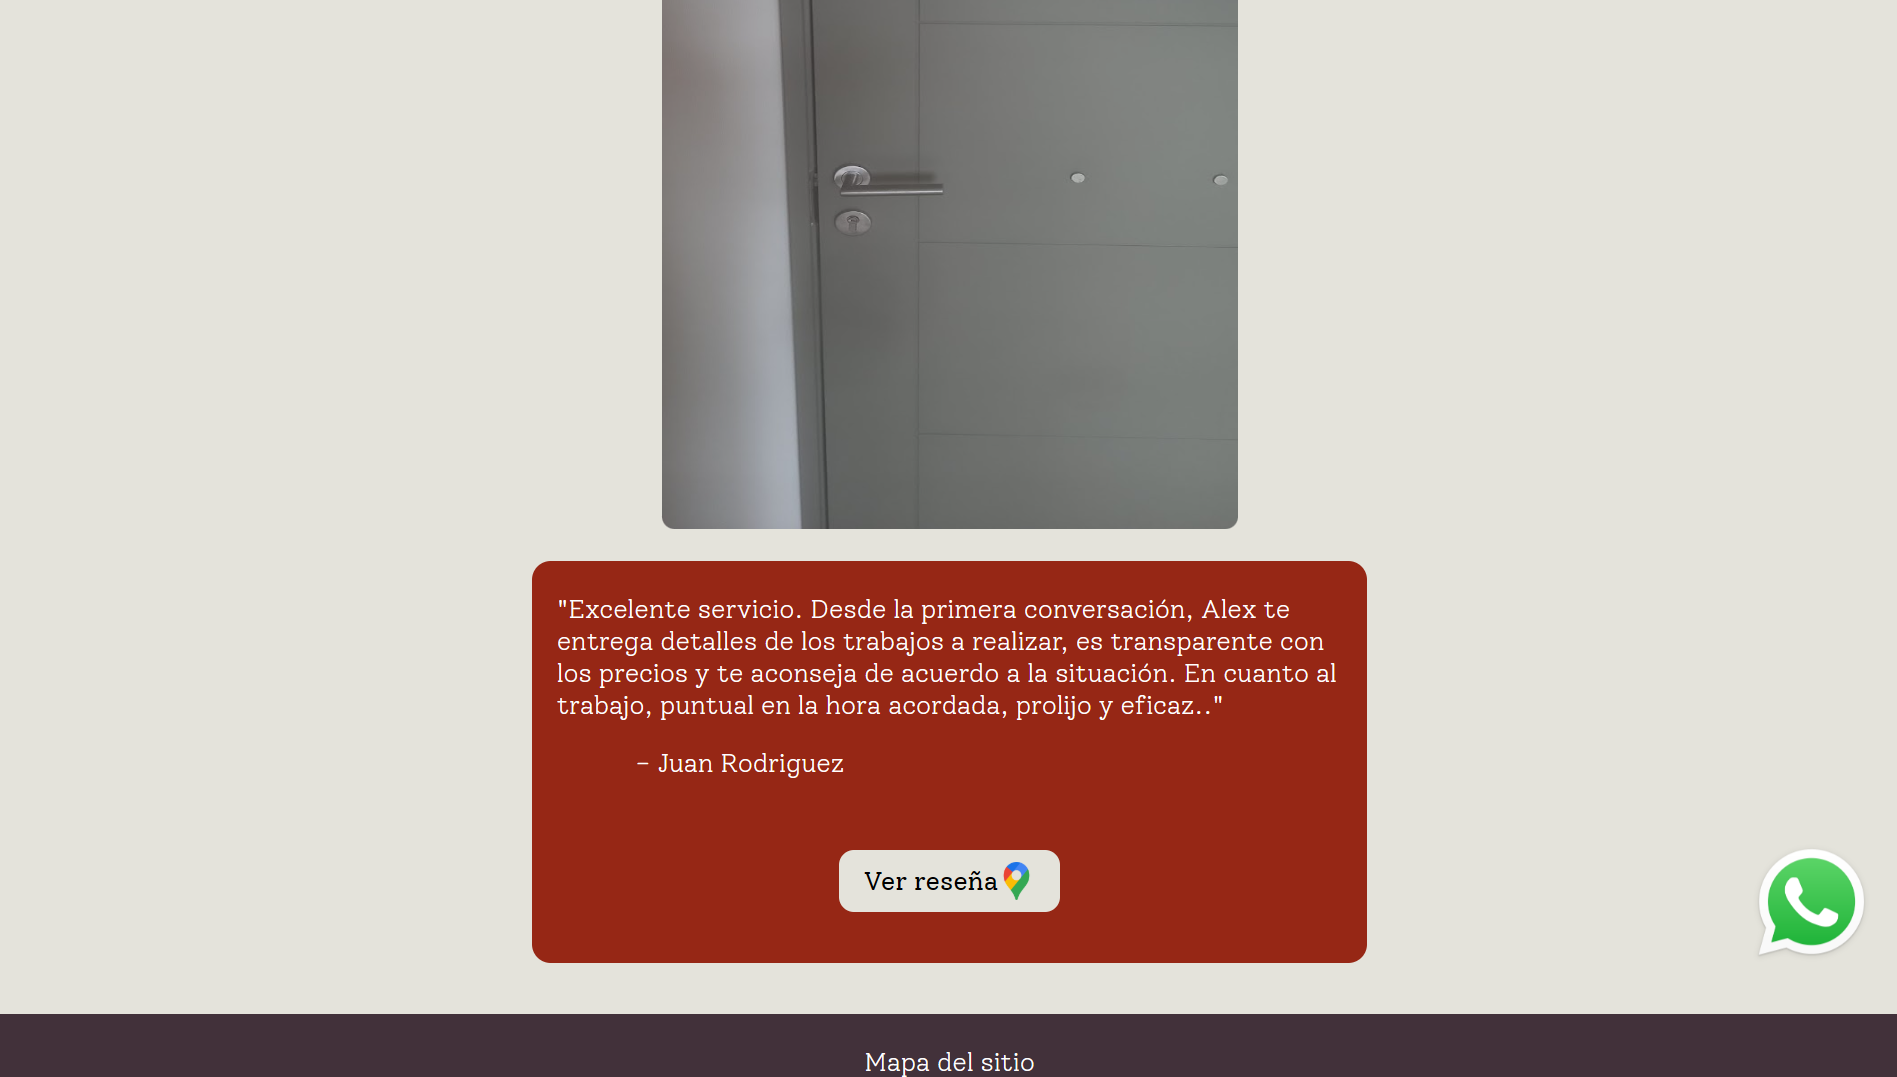 "Excelente servicio. Desde la primera conversación, Alex te
entrega detalles de los trabajos a realizar, es transparente con
los precios y te aconseja de acuerdo a la situación. En cuanto al
trabajo, puntual en la hora acordada, prolijo y eficaz.."
- Juan Rodriguez
Ver reseña
Mapa del sitio